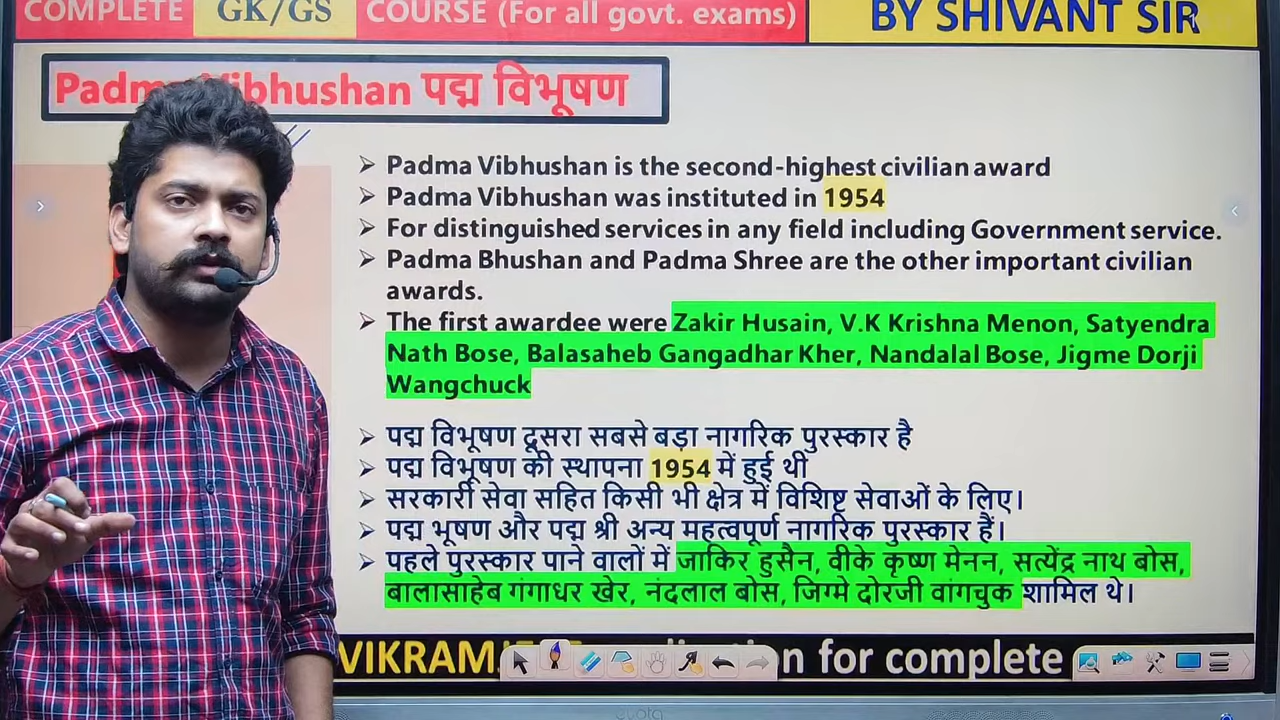 COMPLETE GK/GS COURSE (For all govt. exams) BY SHIVANT SIR
Padma Vibhushan पद्म विभूषण
➢ Padma Vibhushan is the second-highest civilian award
➢ Padma Vibhushan was instituted in 1954
➢ For distinguished services in any field including Government service.
➢ Padma Bhushan and Padma Shree are the other important civilian
awards.
➢ The first awardee were Zakir Husain, V.K Krishna Menon, Satyendra
Nath Bose, Balasaheb Gangadhar Kher, Nandalal Bose, Jigme Dorji
Wangchuck
➢ पद्म विभूषण दूसरा सबसे बड़ा नागरिक पुरस्कार है
➢ पद्म विभूषण की स्थापना 1954 में हुई थी
➢ सरकारी सेवा सहित किसी भी क्षेत्र में विशिष्ट सेवाओं के लिए।
➢ पद्म भूषण और पद्म श्री अन्य महत्वपूर्ण नागरिक पुरस्कार हैं।
➢ पहले पुरस्कार पाने वालों में जाकिर हुसैन, वीके कृष्ण मेनन, सत्येंद्र नाथ बोस,
बालासाहेब गंगाधर खेर, नंदलाल बोस, जिग्मे दोरजी वांगचुक शामिल थे।
for complete